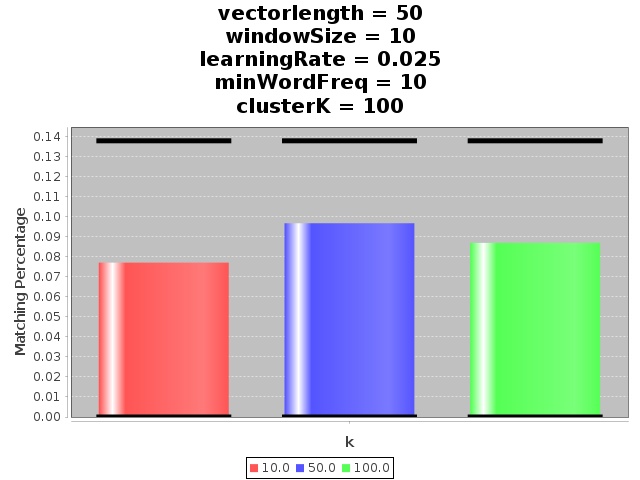 vectorlength = 50
windowSize = 10
learningRate = 0.025
minWordFreq = 10
clusterK = 100
Matching Percentage
0.14
0.13
0.12
0.11
0.10
0.09
0.08
0.07
0.06
0.05
0.04
0.03
0.02
0.01
0.00
k
10.0 50.0 100.0